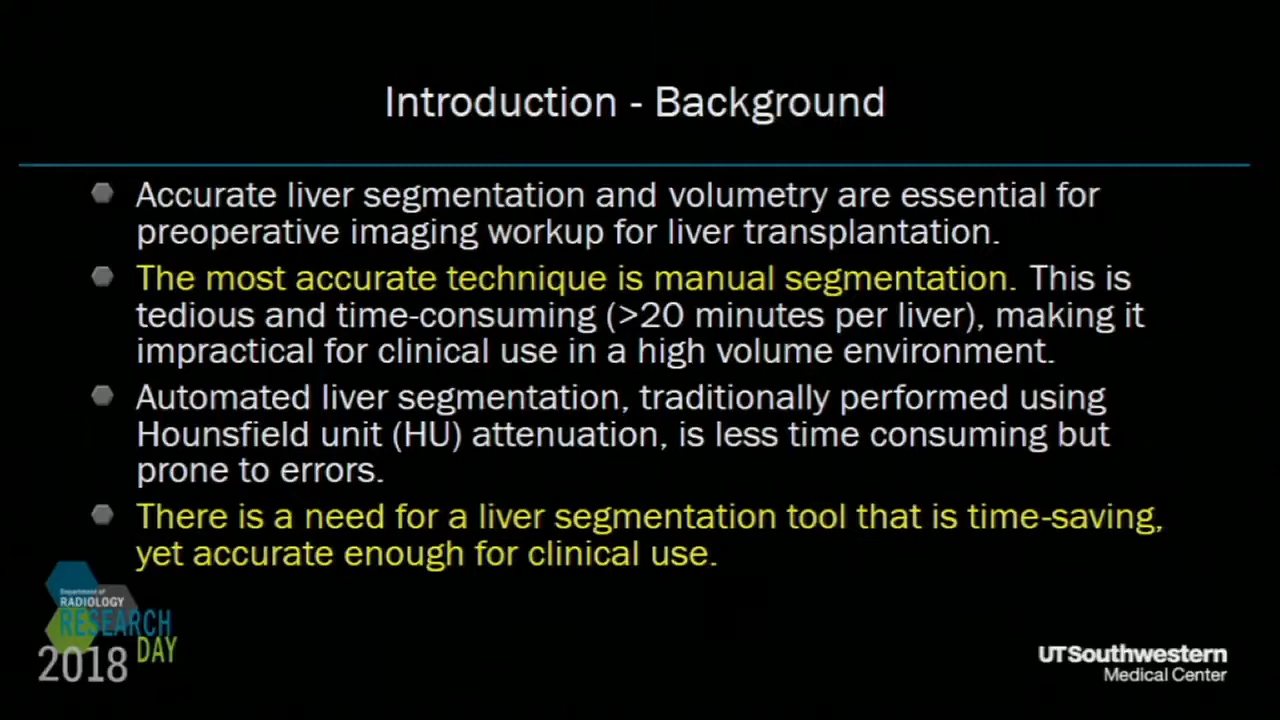 Introduction - Background
Accurate liver segmentation and volumetry are essential for
preoperative imaging workup for liver transplantation.
The most accurate technique is manual segmentation. This is
tedious and time-consuming (>20 minutes per liver), making it
impractical for clinical use in a high volume environment.
Automated liver segmentation, traditionally performed using
Hounsfield unit (HU) attenuation, is less time consuming but
prone to errors.
There is a need for a liver segmentation tool that is time-saving,
yet accurate enough for clinical use.
Department of
RADIOLOGY
RESEARCH
DAY
2018
UTSouthwestern
Medical Center